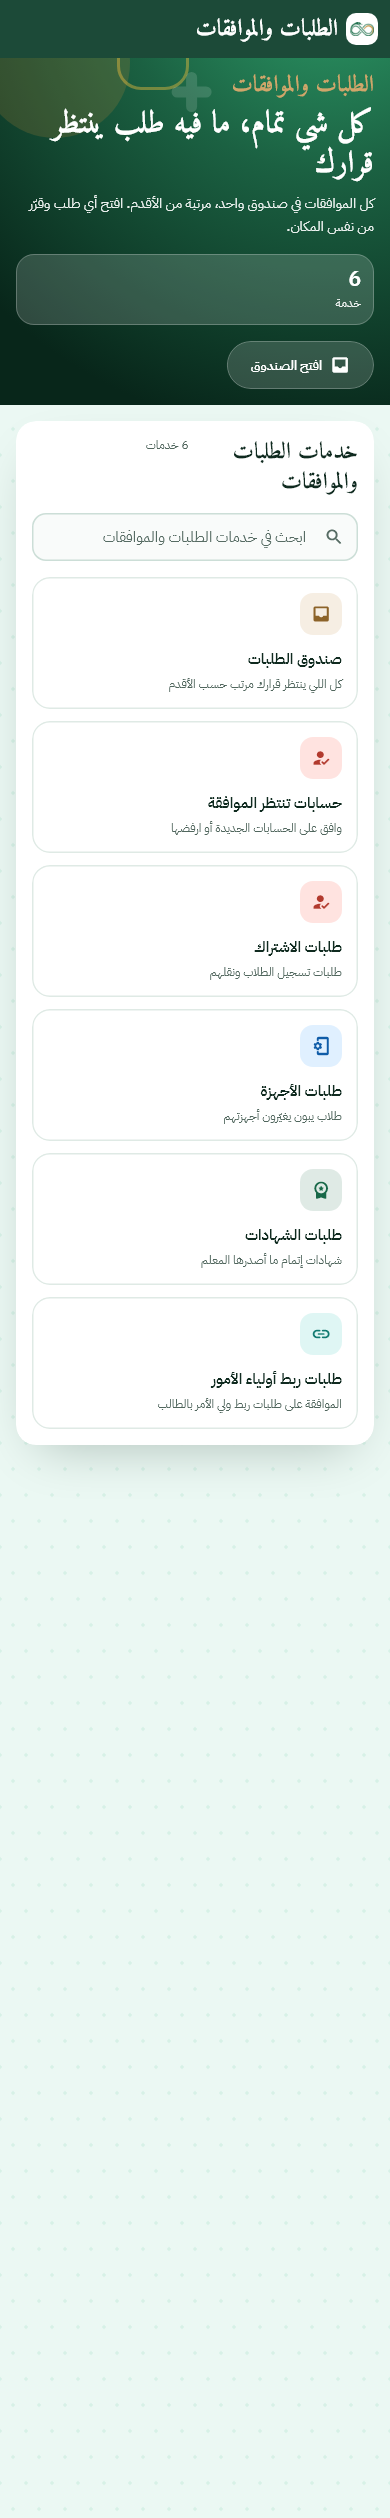 الطلبات والموافقات
الطلبات والموافقات
كل شي تمام، ما فيه طلب ينتظر
قرارك
كل الموافقات في صندوق واحد، مرتبة من الأقدم. افتح أي طلب وقرّر
من نفس المكان.
6
خدمة
افتح الصندوق
خدمات الطلبات
والموافقات
6 خدمات
ابحث في خدمات الطلبات والموافقات
صندوق الطلبات
كل اللي ينتظر قرارك مرتب حسب الأقدم
حسابات تنتظر الموافقة
وافق على الحسابات الجديدة أو ارفضها
طلبات الاشتراك
طلبات تسجيل الطلاب ونقلهم
طلبات الأجهزة
طلاب يبون يغيّرون أجهزتهم
طلبات الشهادات
شهادات إتمام ما أصدرها المعلم
طلبات ربط أولياء الأمور
الموافقة على طلبات ربط ولي الأمر بالطالب